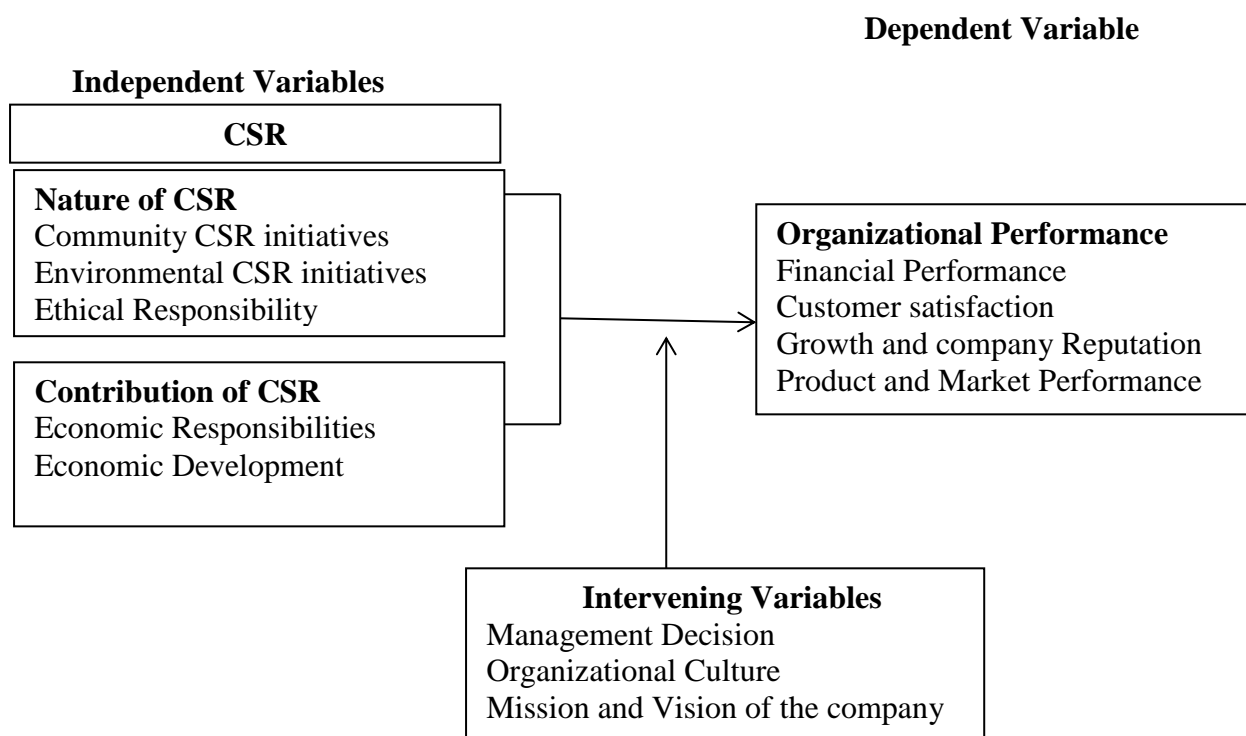 Dependent Variable
Independent Variables
CSR
Nature of CSR
Community CSR initiatives
Environmental CSR initiatives
Ethical Responsibility
Contribution of CSR
Economic Responsibilities
Economic Development
Organizational Performance
Financial Performance
Customer satisfaction
Growth and company Reputation
Product and Market Performance
Intervening Variables
Management Decision
Organizational Culture
Mission and Vision of the company